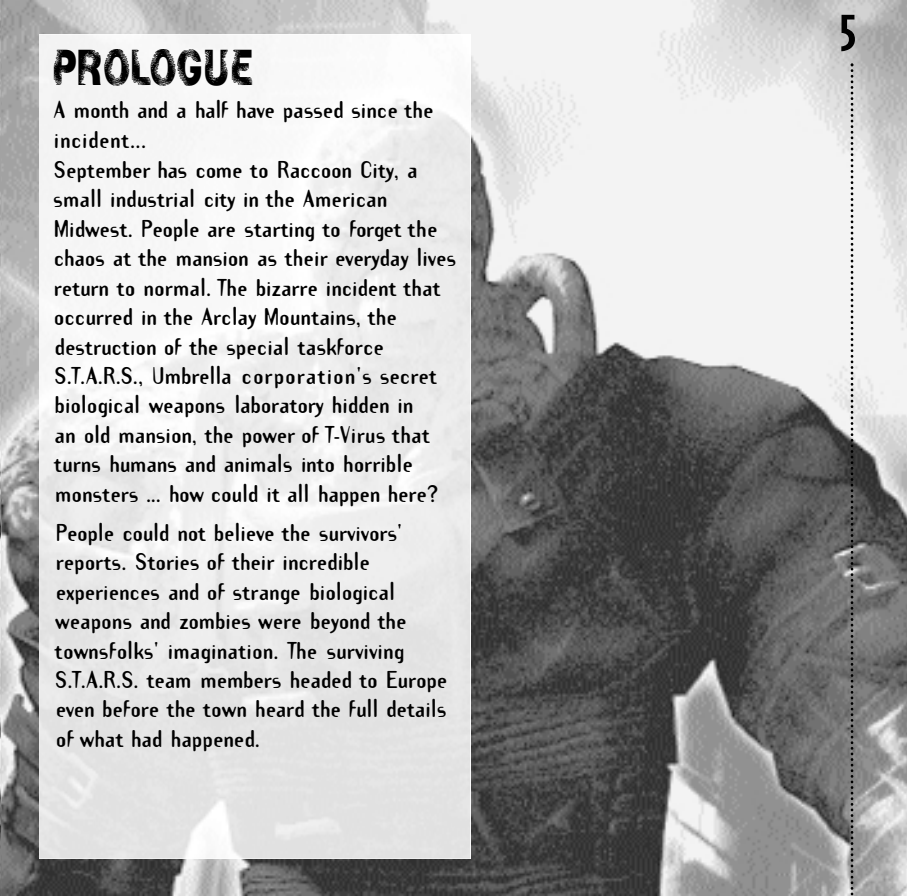 5
PROLOGUE
A month and a half have passed since the
incident...
September has come to Raccoon City, a
small industrial city in the American
Midwest. People are starting to forget the
chaos at the mansion as their everyday lives
return to normal. The bizarre incident that
occurred in the Arclay Mountains, the
destruction of the special taskforce
S.T.A.R.S., Umbrella corporation's secret
biological weapons laboratory hidden in
an old mansion, the power of T-Virus that
turns humans and animals into horrible
monsters ... how could it all happen here?
People could not believe the survivors'
reports. Stories of their incredible
experiences and of strange biological
weapons and zombies were beyond the
townsfolks' imagination. The surviving
S.T.A.R.S. team members headed to Europe
even before the town heard the full details
of what had happened.